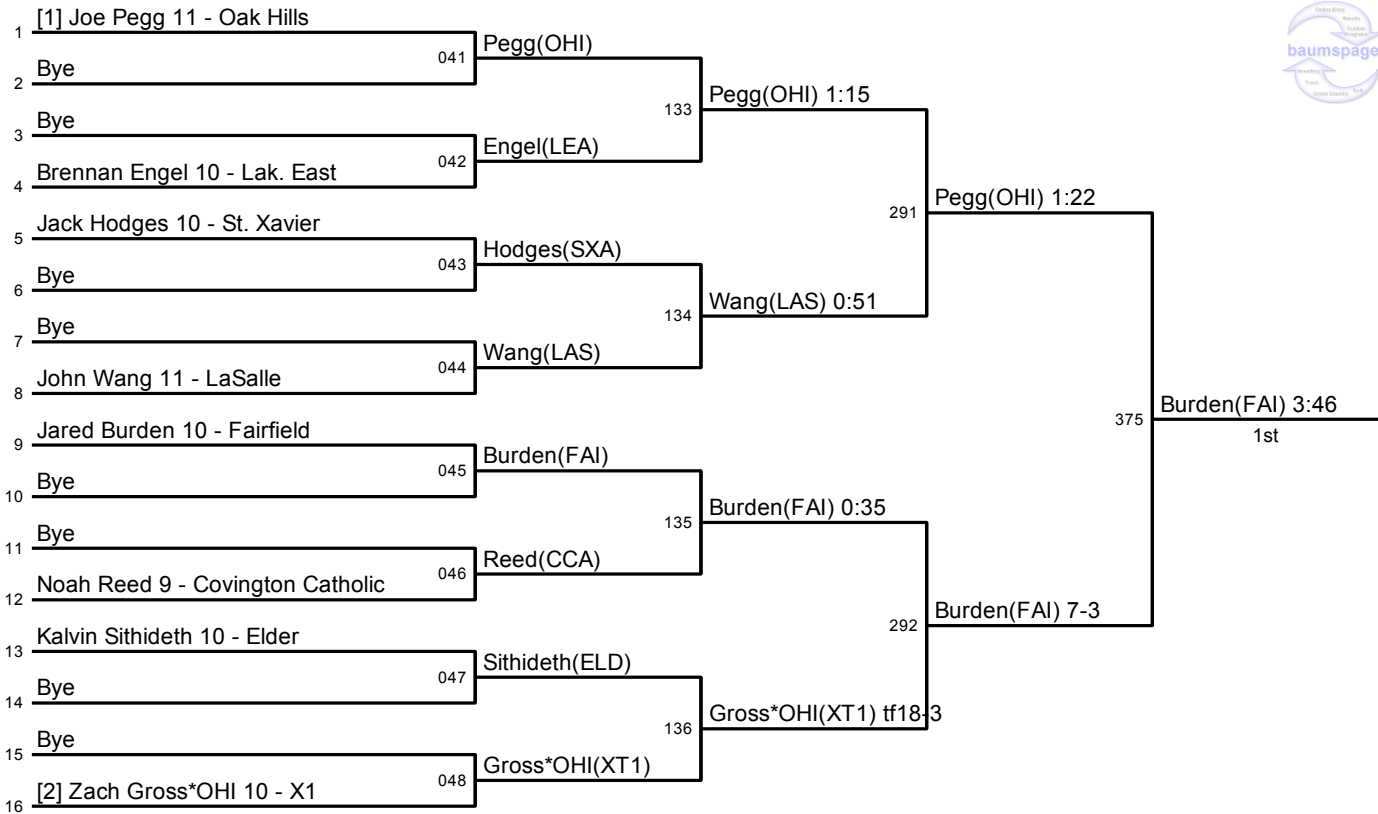 1 [1] Joe Pegg 11 - Oak Hills
2 Bye
3 Bye
4 Brennan Engel 10 - Lak. East
5 Jack Hodges 10 - St. Xavier
6 Bye
7 Bye
8 John Wang 11 - LaSalle
9 Jared Burden 10 - Fairfield
10 Bye
11 Bye
12 Noah Reed 9 - Covington Catholic
13 Kalvin Sithideth 10 - Elder
14 Bye
15 Bye
16 [2] Zach Gross*OHI 10 - X1
041 Pegg(OHI)
042 Engel(LEA)
043 Hodges(SXA)
044 Wang(LAS)
045 Burden(FAI)
046 Reed(CCA)
047 Sithideth(ELD)
048 Gross*OHI(XT1)
133 Pegg(OHI) 1:15
134 Wang(LAS) 0:51
135 Burden(FAI) 0:35
136 Gross*OHI(XT1) tf18-3
291 Pegg(OHI) 1:22
292 Burden(FAI) 7-3
375 Burden(FAI) 3:46
1st
baumspage